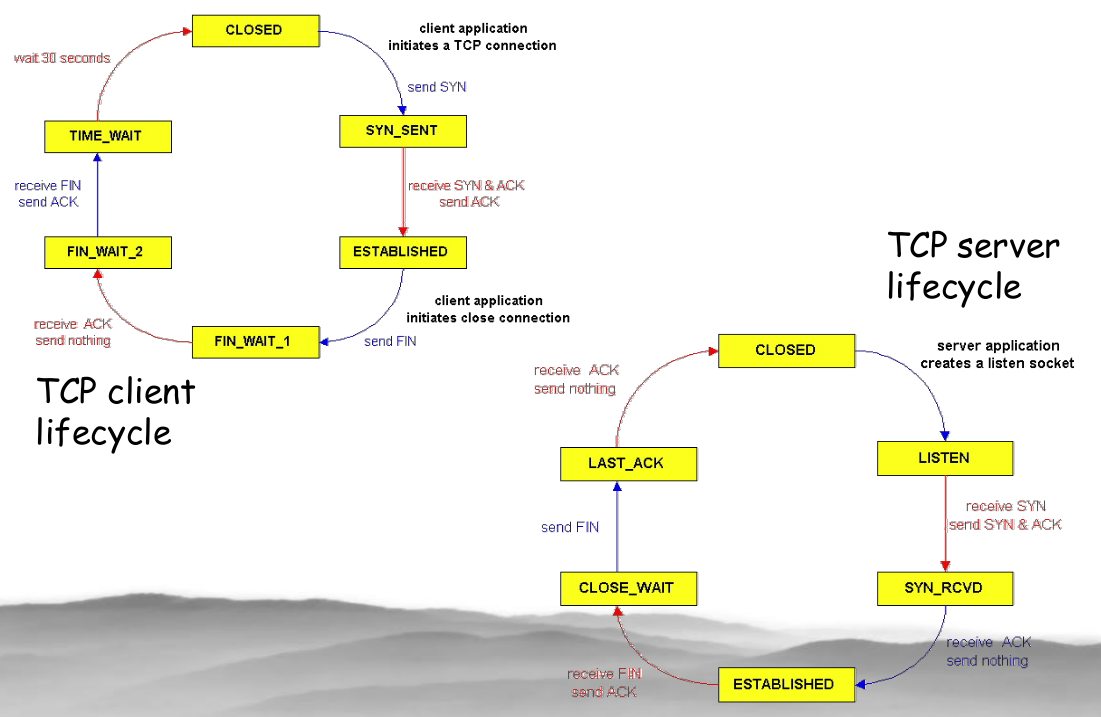 CLOSED
client application
initiates a TCP connection
wait 30 seconds
send SYN
TIME_WAIT
SYN_SENT
receive FIN
send ACK
receive SYN & ACK
send ACK
FIN_WAIT_2
ESTABLISHED
client application
initiates close connection
receive ACK
send nothing
FIN_WAIT_1
send FIN
TCP client
lifecycle
TCP server
lifecycle
CLOSED
server application
creates a listen socket
receive ACK
send nothing
LAST_ACK
LISTEN
receive SYN
send SYN & ACK
send FIN
CLOSE_WAIT
SYN_RCVD
receive ACK
send nothing
receive FIN
send ACK
ESTABLISHED